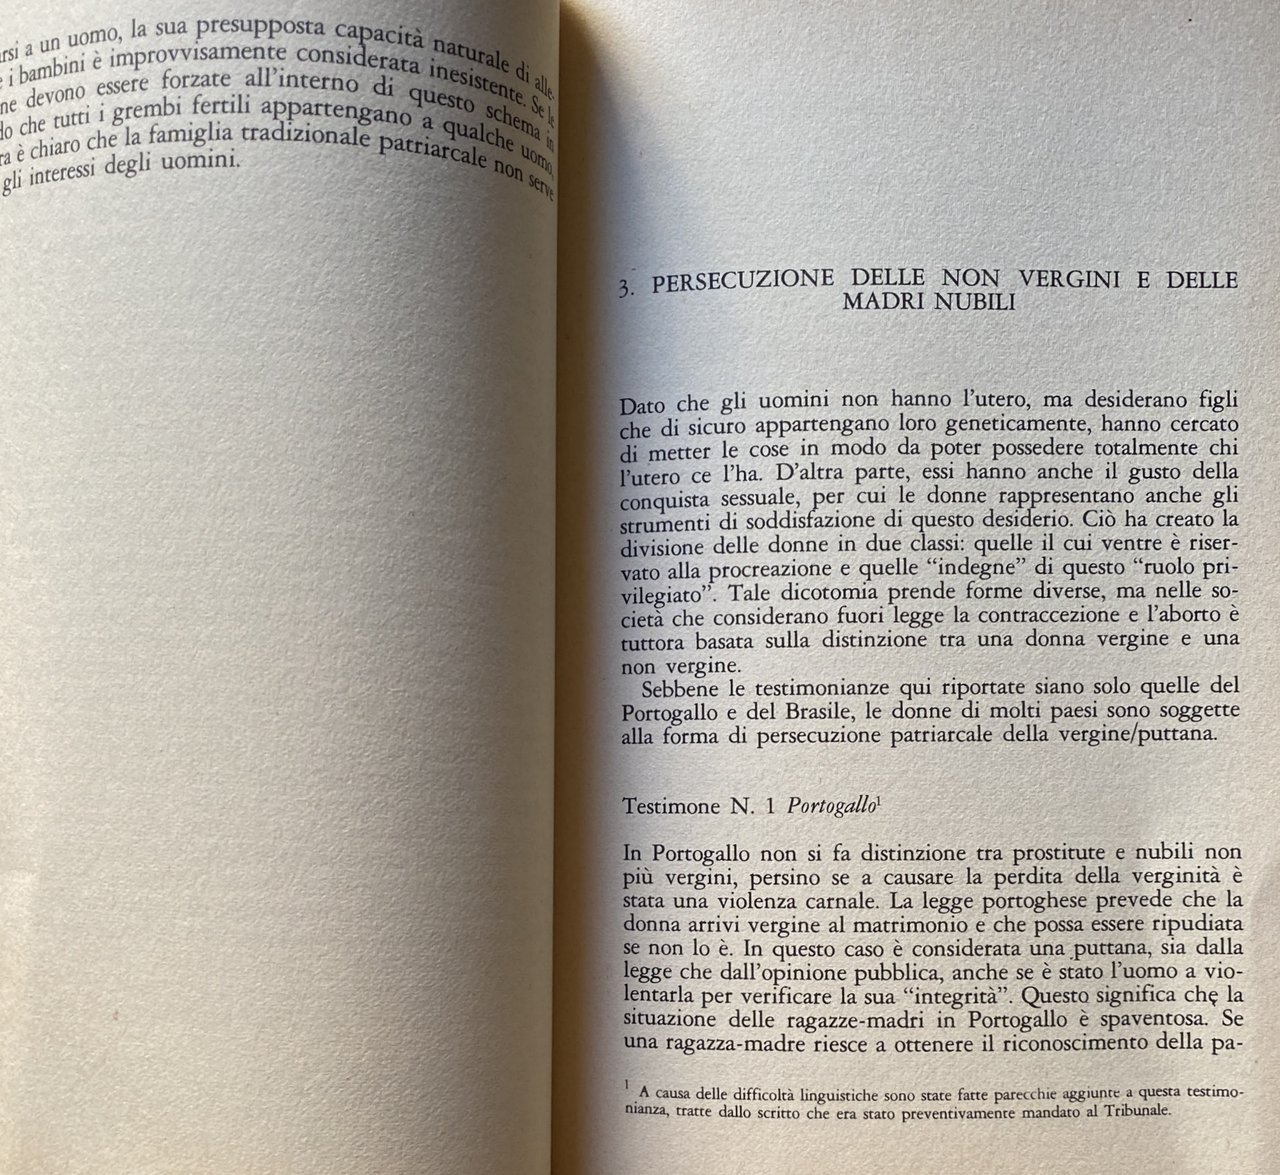 a un uomo, la sua presupposta capacità naturale di alle-
i bambini è improvvisamente considerata inesistente. Se le
devono essere forzate all'interno di questo schema in
che tutti i grembi fertili appartengano a qualche uomo,
è chiaro che la famiglia tradizionale patriarcale non serve
gli interessi degli uomini.
3. PERSECUZIONE DELLE NON VERGINI E DELLE
MADRI NUBILI
Dato che gli uomini non hanno l'utero, ma desiderano figli
che di sicuro appartengano loro geneticamente, hanno cercato
di metter le cose in modo da poter possedere totalmente chi
l'utero ce l'ha. D'altra parte, essi hanno anche il gusto della
conquista sessuale, per cui le donne rappresentano anche gli
strumenti di soddisfazione di questo desiderio. Ciò ha creato la
divisione delle donne in due classi: quelle il cui ventre è riser-
vato alla procreazione e quelle “indegne” di questo “ruolo pri-
vilegiato”. Tale dicotomia prende forme diverse, ma nelle so-
cietà che considerano fuori legge la contraccezione e l'aborto è
tuttora basata sulla distinzione tra una donna vergine e una
non vergine.
Sebbene le testimonianze qui riportate siano solo quelle del
Portogallo e del Brasile, le donne di molti paesi sono soggette
alla forma di persecuzione patriarcale della vergine/puttana.
Testimone N. 1 Portogallo¹
In Portogallo non si fa distinzione tra prostitute e nubili non
più vergini, persino se a causare la perdita della verginità è
stata una violenza carnale. La legge portoghese prevede che la
donna arrivi vergine al matrimonio e che possa essere ripudiata
se non lo è. In questo caso è considerata una puttana, sia dalla
legge che dall'opinione pubblica, anche se è stato l'uomo a vio-
lentarla per verificare la sua “integrità”. Questo significa che la
situazione delle ragazze-madri in Portogallo è spaventosa. Se
una ragazza-madre riesce a ottenere il riconoscimento della pa-
¹ A causa delle difficoltà linguistiche sono state fatte parecchie aggiunte a questa testimo-
nianza, tratte dallo scritto che era stato preventivamente mandato al Tribunale.